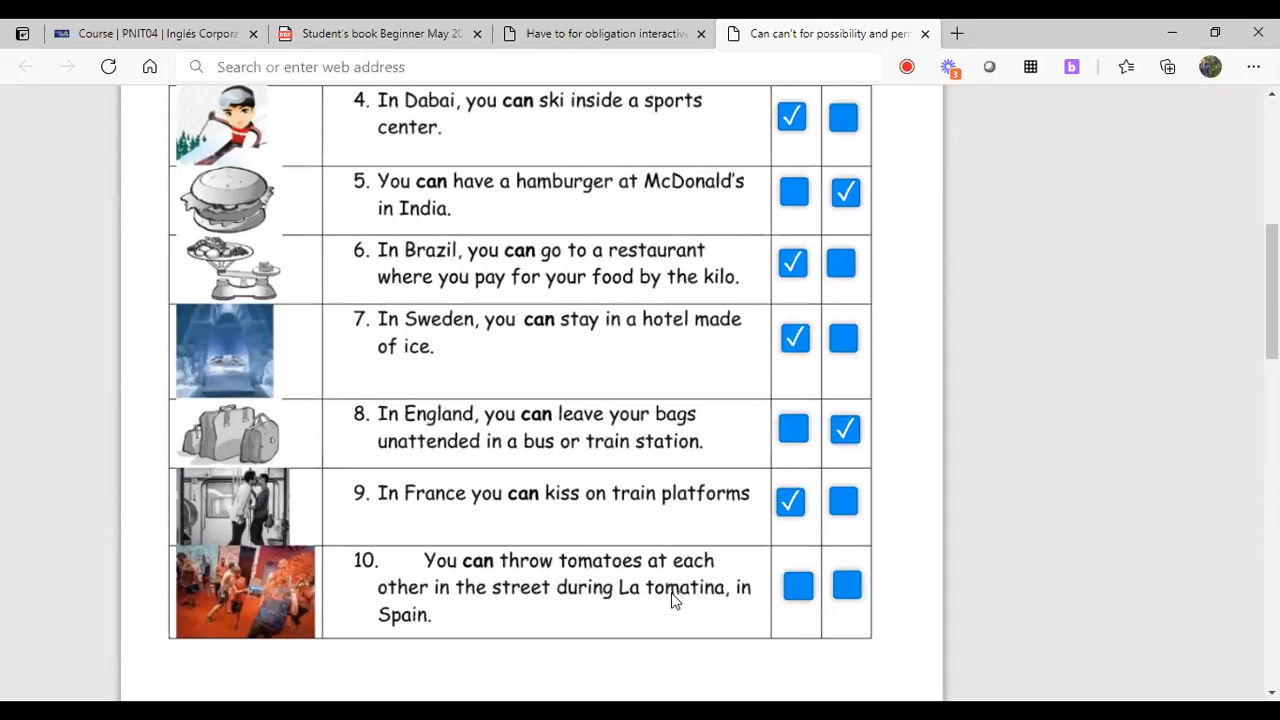 Course | PNIT04 | Inglés Corpora
Student's book Beginner May 20
Have to for obligation interactive
Can can't for possibility and perr
Search or enter web address
3
b
4. In Dabai, you can ski inside a sports
center.
5. You can have a hamburger at McDonald's
in India.
6. In Brazil, you can go to a restaurant
where you pay for your food by the kilo.
7. In Sweden, you can stay in a hotel made
of ice.
8. In England, you can leave your bags
unattended in a bus or train station.
9. In France you can kiss on train platforms
10. You can throw tomatoes at each
other in the street during La tomatina, in
Spain.